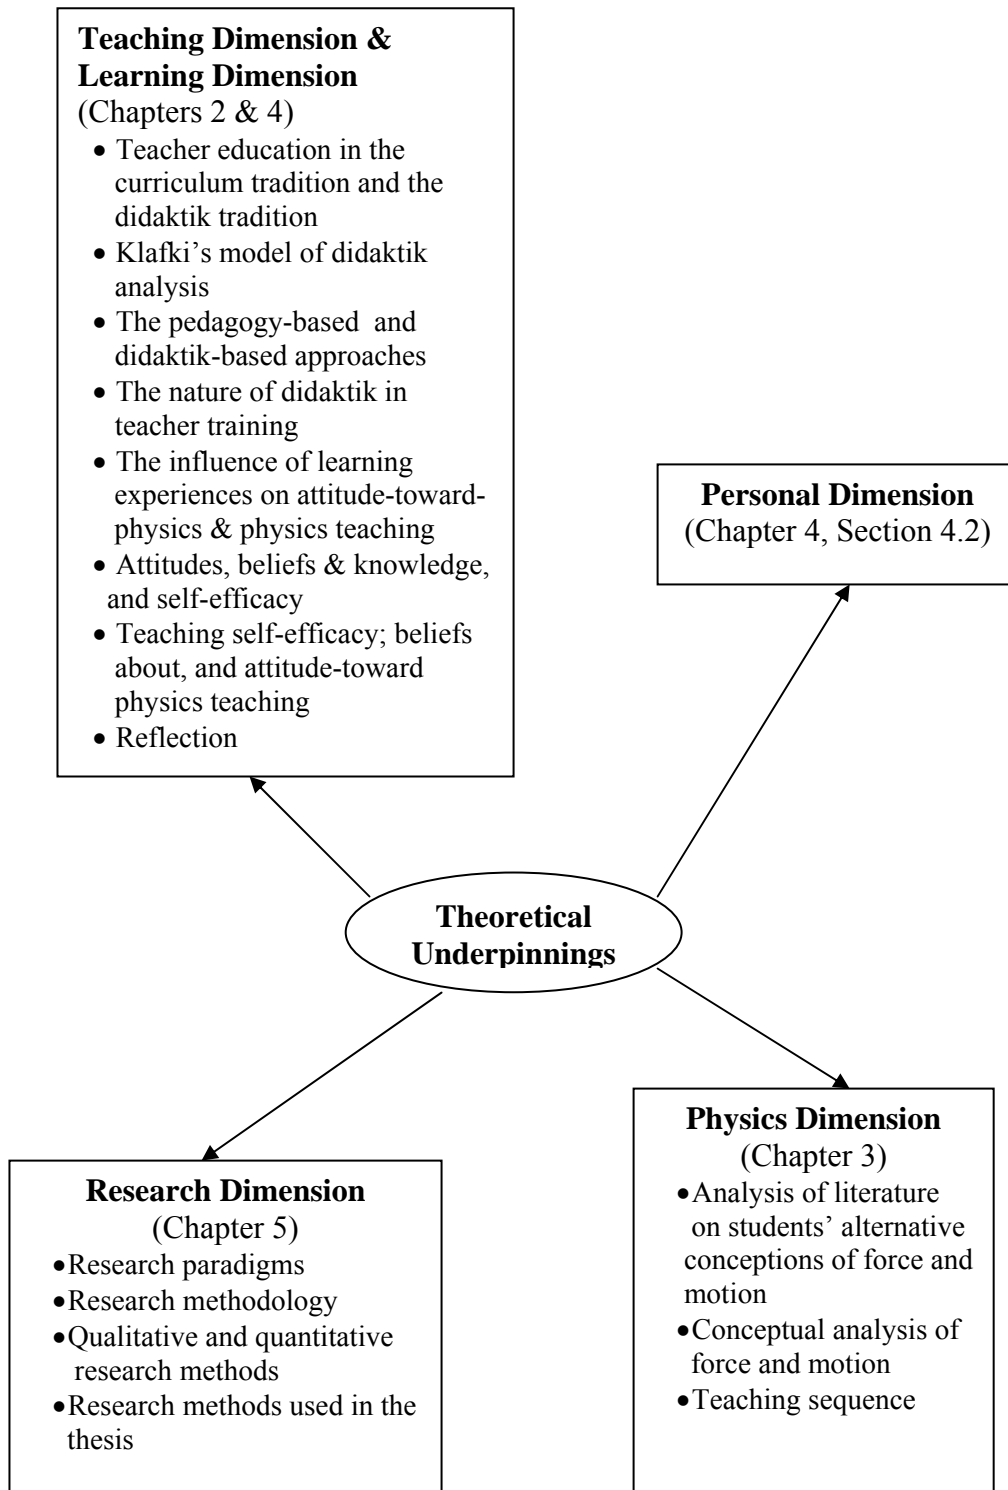 Teaching Dimension &
Learning Dimension
(Chapters 2 & 4)
• Teacher education in the
curriculum tradition and the
didaktik tradition
• Klafki’s model of didaktik
analysis
• The pedagogy-based and
didaktik-based approaches
• The nature of didaktik in
teacher training
• The influence of learning
experiences on attitude-toward-
physics & physics teaching
• Attitudes, beliefs & knowledge,
and self-efficacy
• Teaching self-efficacy; beliefs
about, and attitude-toward
physics teaching
• Reflection
Personal Dimension
(Chapter 4, Section 4.2)
Theoretical
Underpinnings
Research Dimension
(Chapter 5)
•Research paradigms
•Research methodology
•Qualitative and quantitative
research methods
•Research methods used in the
thesis
Physics Dimension
(Chapter 3)
•Analysis of literature
on students’ alternative
conceptions of force and
motion
•Conceptual analysis of
force and motion
•Teaching sequence